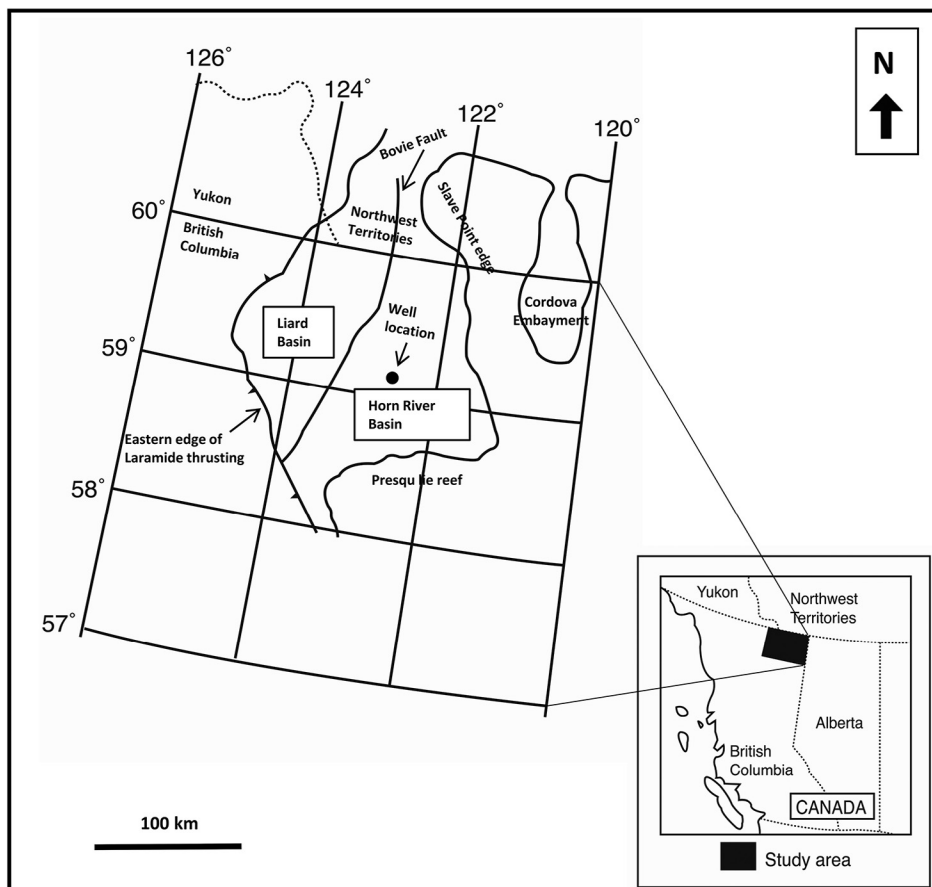 N
126°
124°
122°
120°
Bovie Fault
Slave Point edge
Yukon
60°
British
Columbia
Northwest
Territories
Cordova
Embayment
Well
location
Liard
Basin
59°
Horn River
Basin
Eastern edge of
Laramide thrusting
Presqu lie reef
58°
57°
100 km
Yukon
Northwest
Territories
Alberta
British
Columbia
CANADA
Study area